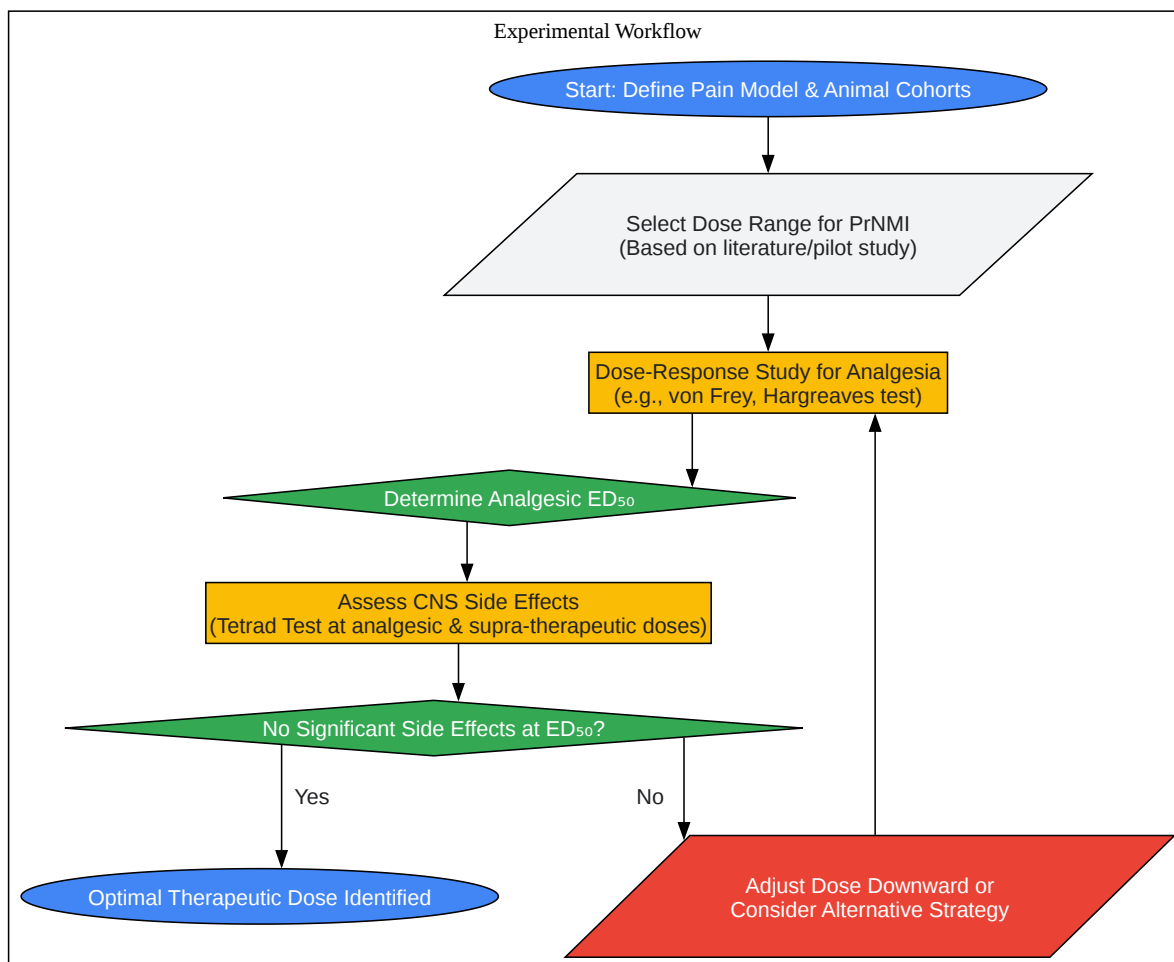 Experimental Workflow
Start: Define Pain Model & Animal Cohorts
Select Dose Range for PrNMI
(Based on literature/pilot study)
Dose-Response Study for Analgesia
(e.g., von Frey, Hargreaves test)
Determine Analgesic ED₅₀
Assess CNS Side Effects
(Tetrad Test at analgesic & supra-therapeutic doses)
No Significant Side Effects at ED₅₀?
Yes
No
Optimal Therapeutic Dose Identified
Adjust Dose Downward or
Consider Alternative Strategy